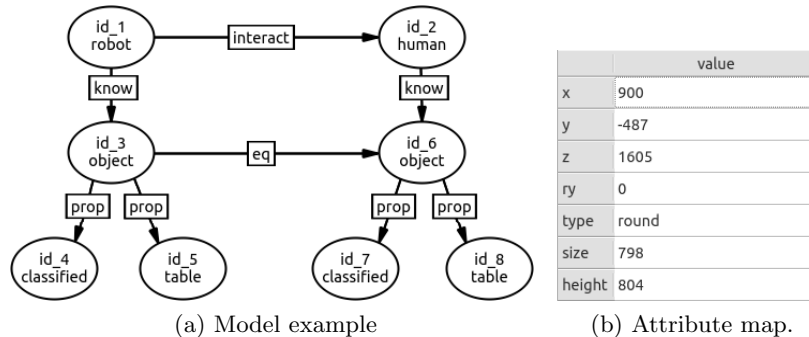 id_1
robot
interact
id_2
human
know
know
id_3
object
eq
id_6
object
prop
prop
prop
prop
id_4
classified
id_5
table
id_7
classified
id_8
table
(a) Model example
value
x 900
y -487
z 1605
ry 0
type round
size 798
height 804
(b) Attribute map.